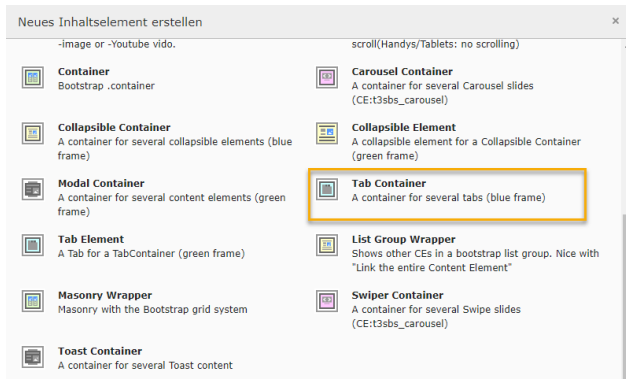 Neues Inhaltselement erstellen
×
-image or -Youtube vido.
scroll(Handys/Tablets: no scrolling)
Container
Bootstrap .container
Carousel Container
A container for several Carousel slides
(CE:t3sbs_carousel)
Collapsible Container
A container for several collapsible elements (blue
frame)
Collapsible Element
A collapsible element for a Collapsible Container
(green frame)
Modal Container
A container for several content elements (green
frame)
Tab Container
A container for several tabs (blue frame)
Tab Element
A Tab for a TabContainer (green frame)
List Group Wrapper
Shows other CEs in a bootstrap list group. Nice with
"Link the entire Content Element"
Masonry Wrapper
Masonry with the Bootstrap grid system
Swiper Container
A container for several Swipe slides
(CE:t3sbs_carousel)
Toast Container
A container for several Toast content